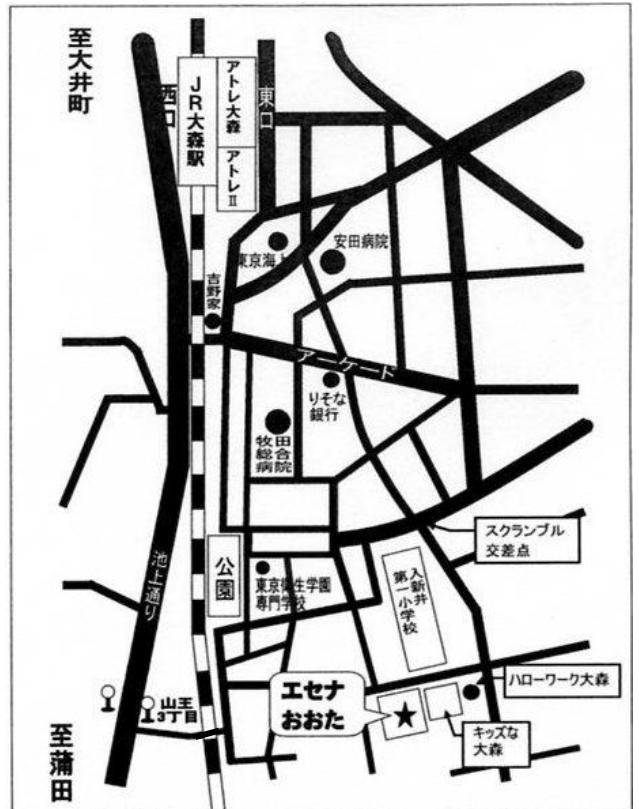 至大井町
西口
JR大森駅
アトレ大森
アトレⅡ
東口
東京海上
安田病院
吉野家
アーケード
りそな
銀行
牧田
総合
病院
スクランブル
交差点
公園
池上通り
東京衛生学園
専門学校
入新井
第一小学校
エセナ
おおた
ハローワーク大森
キッズな
大森
山王
3丁目
至蒲田